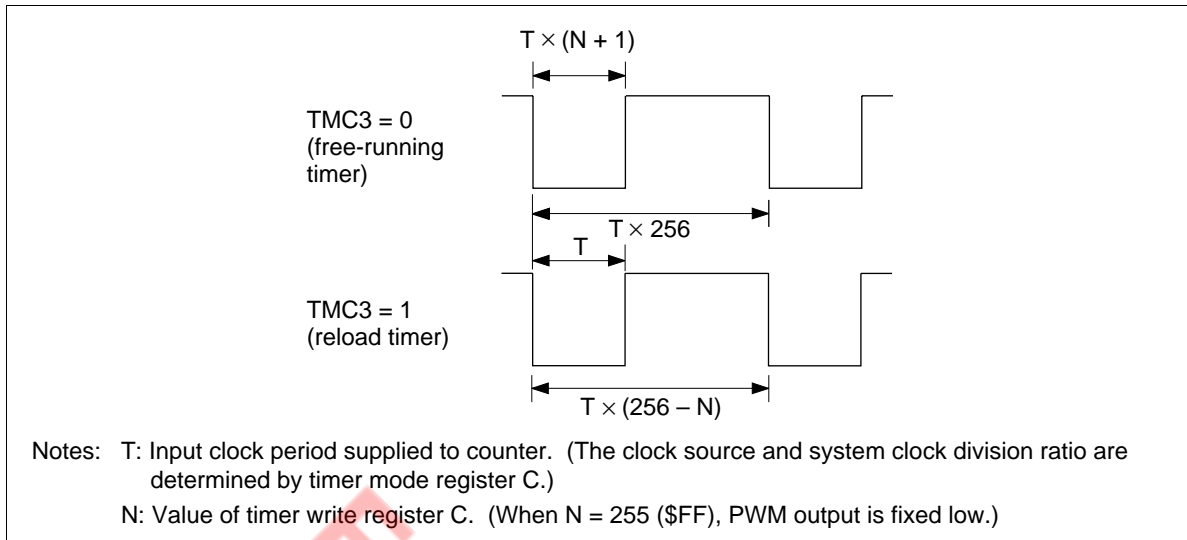 T × (N + 1)
TMC3 = 0
(free-running
timer)
T × 256
T
TMC3 = 1
(reload timer)
T × (256 – N)
Notes: T: Input clock period supplied to counter. (The clock source and system clock division ratio are
determined by timer mode register C.)
N: Value of timer write register C. (When N = 255 ($FF), PWM output is fixed low.)